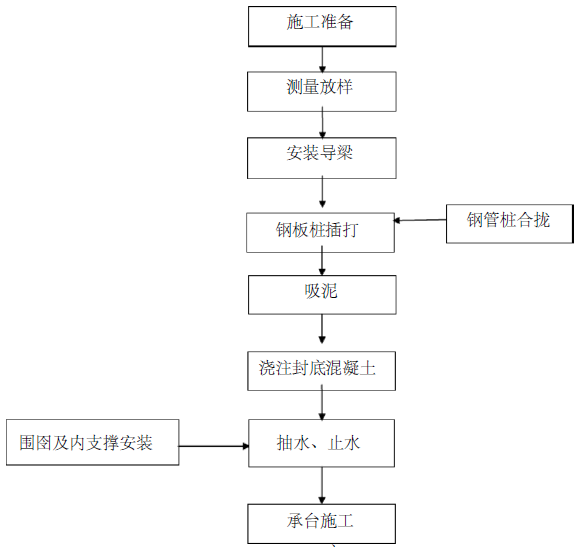 施工准备
测量放样
安装导梁
钢板桩插打
钢管桩合拢
吸泥
浇注封底混凝土
围囹及内支撑安装
抽水、止水
承台施工
、